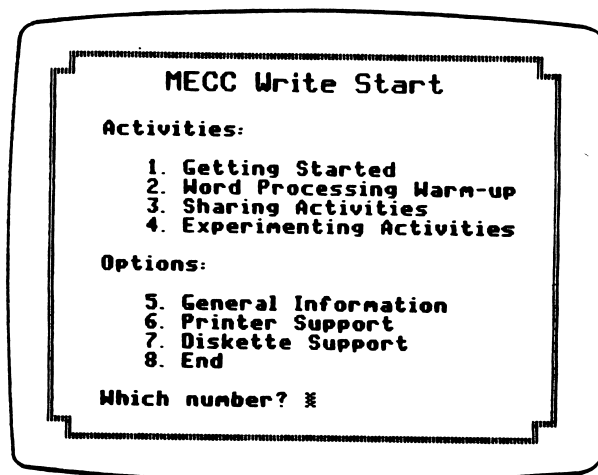 MECC Write Start
Activities:
1. Getting Started
2. Word Processing Warm-up
3. Sharing Activities
4. Experimenting Activities
Options:
5. General Information
6. Printer Support
7. Diskette Support
8. End
Which number?